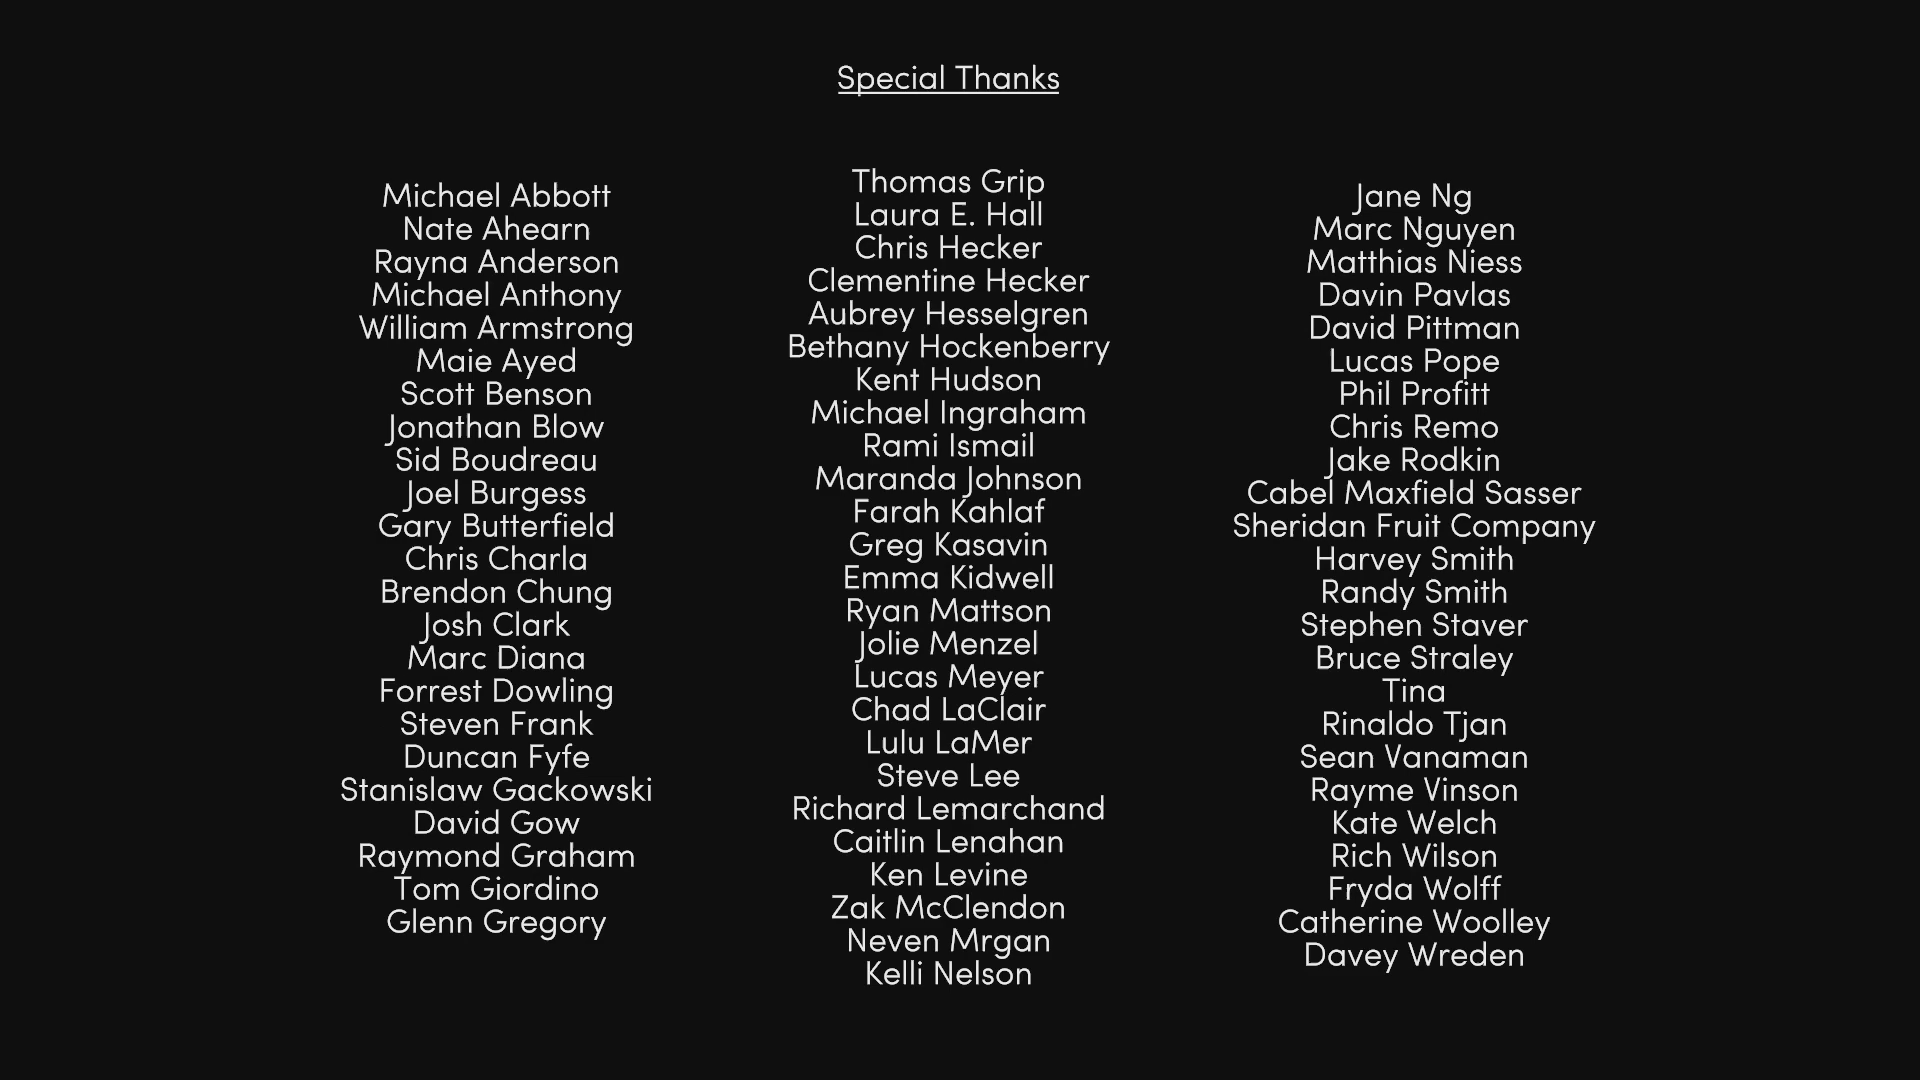 Special Thanks
Michael Abbott
Nate Ahearn
Rayna Anderson
Michael Anthony
William Armstrong
Maie Ayed
Scott Benson
Jonathan Blow
Sid Boudreau
Joel Burgess
Gary Butterfield
Chris Charla
Brendon Chung
Josh Clark
Marc Diana
Forrest Dowling
Steven Frank
Duncan Fyfe
Stanislaw Gackowski
David Gow
Raymond Graham
Tom Giordino
Glenn Gregory
Thomas Grip
Laura E. Hall
Chris Hecker
Clementine Hecker
Aubrey Hesselgren
Bethany Hockenberry
Kent Hudson
Michael Ingraham
Rami Ismail
Maranda Johnson
Farah Kahlaf
Greg Kasavin
Emma Kidwell
Ryan Mattson
Jolie Menzel
Lucas Meyer
Chad LaClair
Lulu LaMer
Steve Lee
Richard Lemarchand
Caitlin Lenahan
Ken Levine
Zak McClendon
Neven Mrgan
Kelli Nelson
Jane Ng
Marc Nguyen
Matthias Niess
Davin Pavlas
David Pittman
Lucas Pope
Phil Profitt
Chris Remo
Jake Rodkin
Cabel Maxfield Sasser
Sheridan Fruit Company
Harvey Smith
Randy Smith
Stephen Staver
Bruce Straley
Tina
Rinaldo Tjan
Sean Vanaman
Rayme Vinson
Kate Welch
Rich Wilson
Fryda Wolff
Catherine Woolley
Davey Wreden